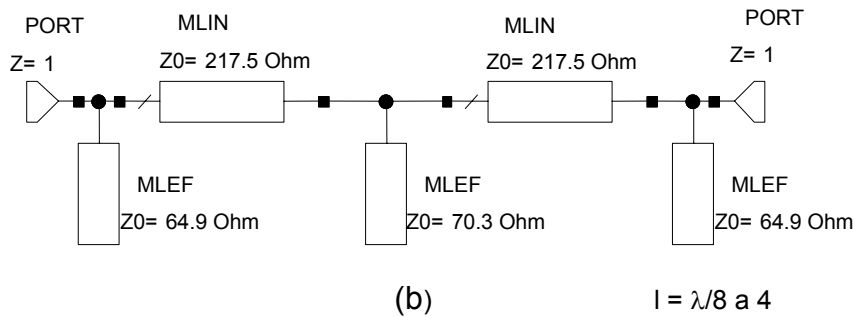 PORT
Z= 1
MLIN
Z0= 217.5 Ohm
MLIN
Z0= 217.5 Ohm
PORT
Z= 1
MLEF
Z0= 64.9 Ohm
MLEF
Z0= 70.3 Ohm
MLEF
Z0= 64.9 Ohm
(b)
l = λ/8 a 4